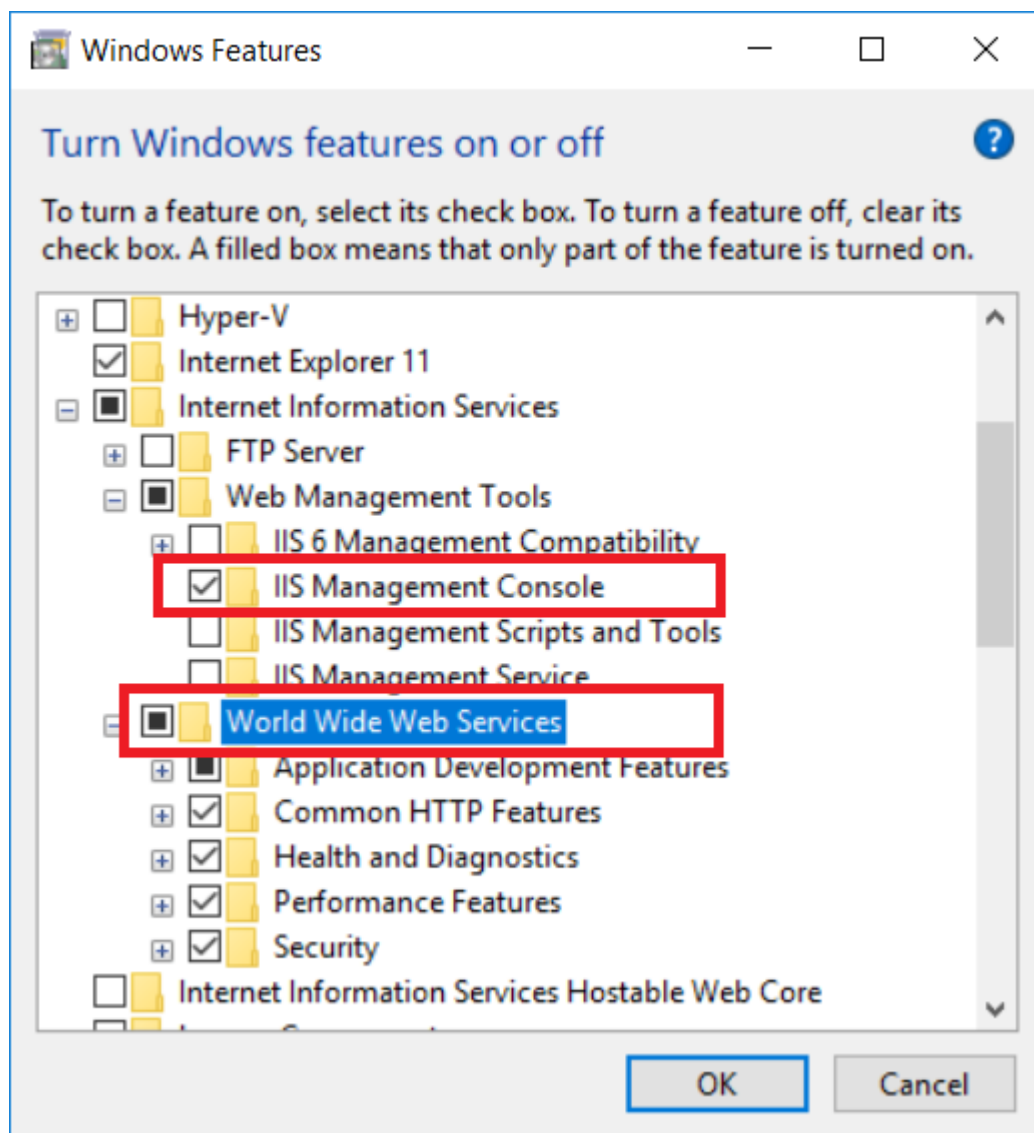 Windows Features
Turn Windows features on or off
To turn a feature on, select its check box. To turn a feature off, clear its
check box. A filled box means that only part of the feature is turned on.
Hyper-V
Internet Explorer 11
Internet Information Services
FTP Server
Web Management Tools
IIS 6 Management Compatibility
IIS Management Console
IIS Management Scripts and Tools
IIS Management Service
World Wide Web Services
Application Development Features
Common HTTP Features
Health and Diagnostics
Performance Features
Security
Internet Information Services Hostable Web Core
OK Cancel